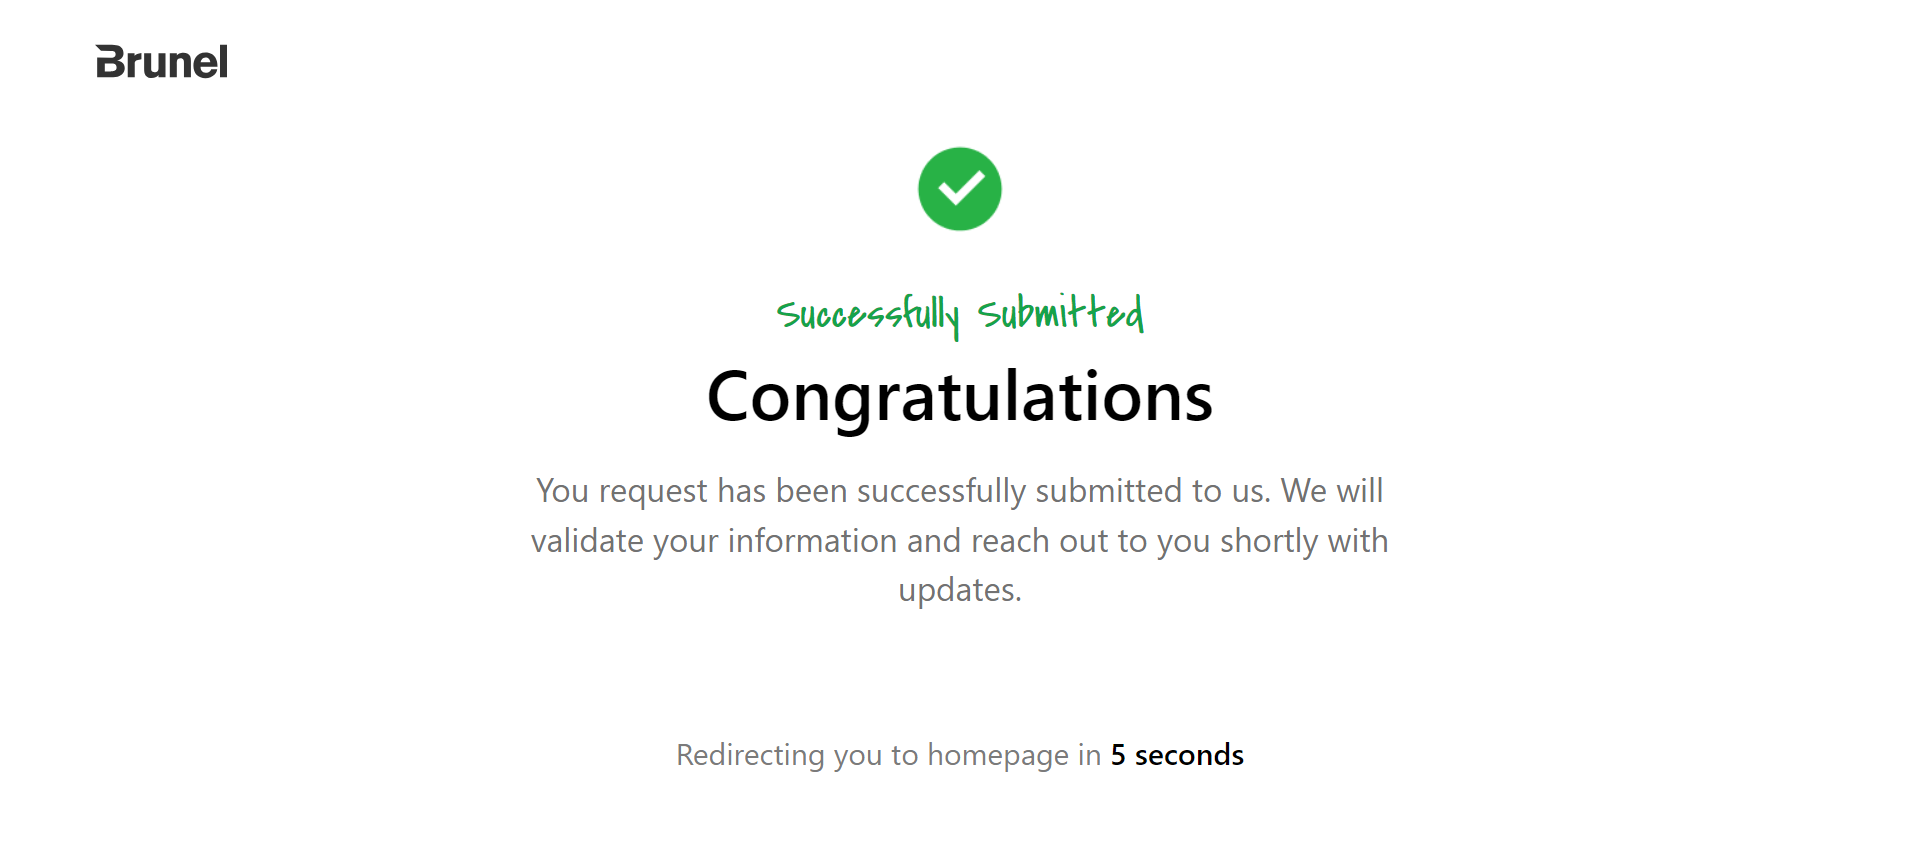 Brunel
Successfully Submitted
Congratulations
You request has been successfully submitted to us. We will
validate your information and reach out to you shortly with
updates.
Redirecting you to homepage in 5 seconds